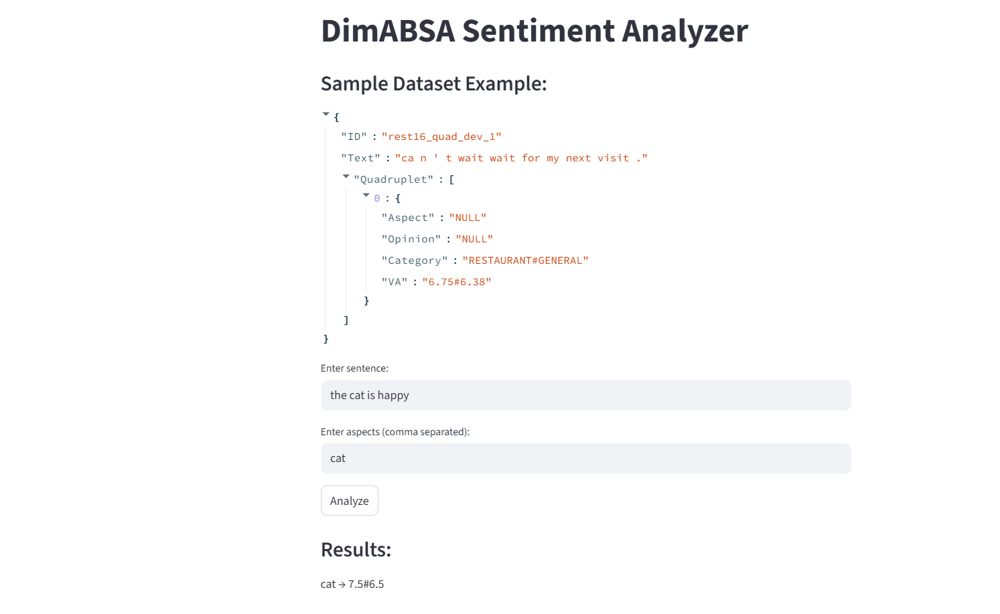 DimABSA Sentiment Analyzer
Sample Dataset Example:
{
"ID" : "rest16_quad_dev_1"
"Text" : "ca n ' t wait wait for my next visit ."
"Quadruplet" : [
0 : {
"Aspect" : "NULL"
"Opinion" : "NULL"
"Category" : "RESTAURANT#GENERAL"
"VA" : "6.75#6.38"
}
]
}
Enter sentence:
the cat is happy
Enter aspects (comma separated):
cat
Analyze
Results:
cat → 7.5#6.5